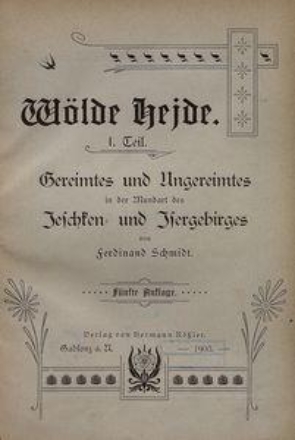 Wölde Hejde.
1. Teil.
Gereimtes und Ungereimtes
in der Mundart des
Jeschken- und Isergebirges
von
Ferdinand Schmidt.
Fünfte Auflage.
Verlag von Hermann Rößler.
Gablonz a. N. — 1905. —